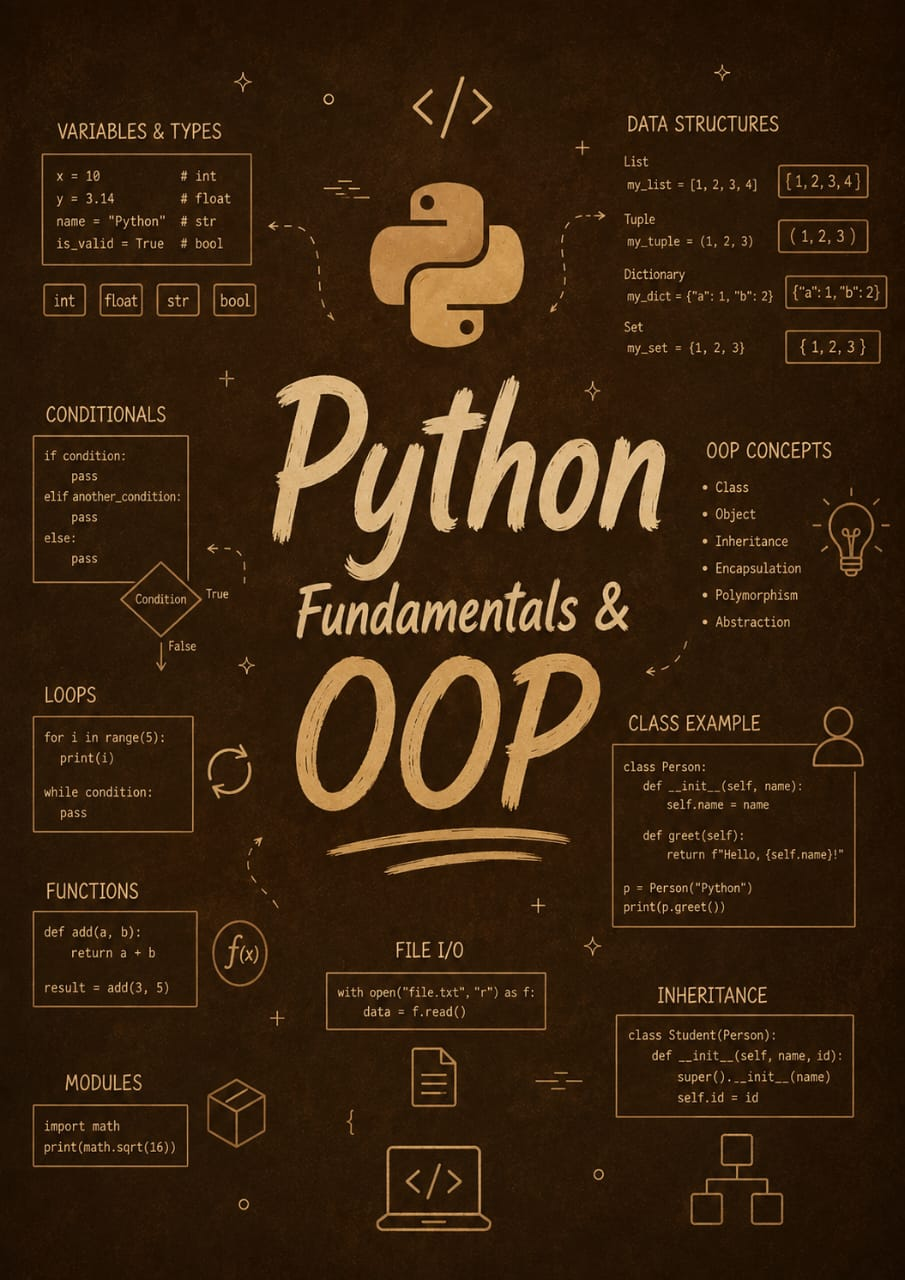 </>
VARIABLES & TYPES
x = 10 # int
y = 3.14 # float
name = "Python" # str
is_valid = True # bool
int float str bool
DATA STRUCTURES
List
my_list = [1, 2, 3, 4] {1, 2, 3, 4}
Tuple
my_tuple = (1, 2, 3) (1, 2, 3)
Dictionary
my_dict = {"a": 1, "b": 2} {"a": 1, "b": 2}
Set
my_set = {1, 2, 3} {1, 2, 3}
Python
Fundamentals &
OOP
CONDITIONALS
if condition:
pass
elif another_condition:
pass
else:
pass
Condition
True
False
OOP CONCEPTS
• Class
• Object
• Inheritance
• Encapsulation
• Polymorphism
• Abstraction
LOOPS
for i in range(5):
print(i)
while condition:
pass
CLASS EXAMPLE
class Person:
def __init__(self, name):
self.name = name
def greet(self):
return f"Hello, {self.name}!"
p = Person("Python")
print(p.greet())
FUNCTIONS
def add(a, b):
return a + b
result = add(3, 5)
f(x)
FILE I/O
with open("file.txt", "r") as f:
data = f.read()
INHERITANCE
class Student(Person):
def __init__(self, name, id):
super().__init__(name)
self.id = id
MODULES
import math
print(math.sqrt(16))
{
</>